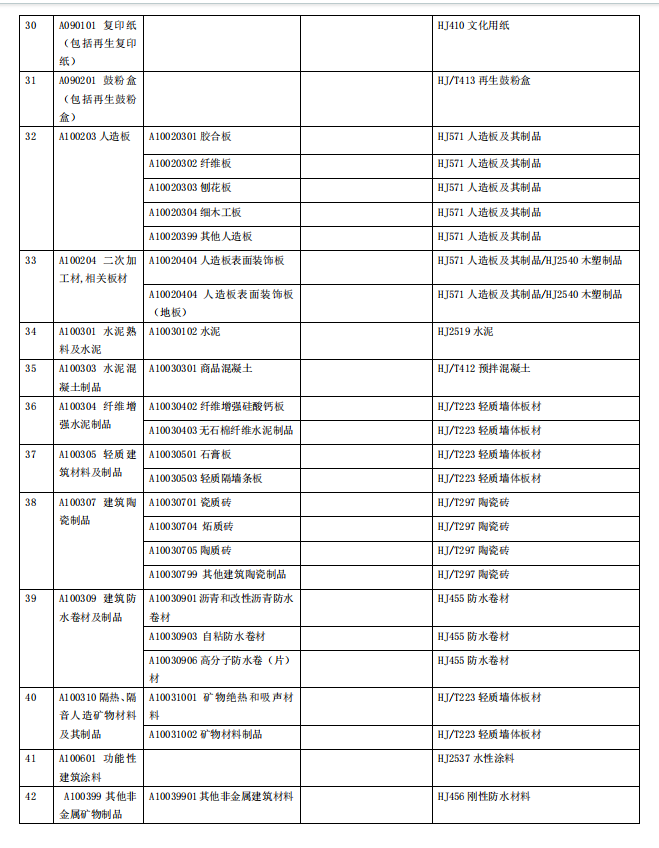 30 A090101 复印纸 HJ410 文化用纸
（包括再生复印
纸）
31 A090201 鼓粉盒 HJ/T413 再生鼓粉盒
（包括再生鼓粉
盒）
32 A100203 人造板 A10020301 胶合板 HJ571 人造板及其制品
A10020302 纤维板 HJ571 人造板及其制品
A10020303 刨花板 HJ571 人造板及其制品
A10020304 细木工板 HJ571 人造板及其制品
A10020399 其他人造板 HJ571 人造板及其制品
33 A100204 二次加 A10020404 人造板表面装饰板 HJ571 人造板及其制品/HJ2540 木塑制品
工材,相关板材
A10020404 人造板表面装饰板 HJ571 人造板及其制品/HJ2540 木塑制品
（地板）
34 A100301 水泥熟 A10030102 水泥 HJ2519 水泥
料及水泥
35 A100303 水泥混 A10030301 商品混凝土 HJ/T412 预拌混凝土
凝土制品
36 A100304 纤维增 A10030402 纤维增强硅酸钙板 HJ/T223 轻质墙体板材
强水泥制品
A10030403 无石棉纤维水泥制品 HJ/T223 轻质墙体板材
37 A100305 轻质建 A10030501 石膏板 HJ/T223 轻质墙体板材
筑材料及制品
A10030503 轻质隔墙条板 HJ/T223 轻质墙体板材
38 A100307 建筑陶 A10030701 瓷质砖 HJ/T297 陶瓷砖
瓷制品
A10030704 炻质砖 HJ/T297 陶瓷砖
A10030705 陶质砖 HJ/T297 陶瓷砖
A10030799 其他建筑陶瓷制品 HJ/T297 陶瓷砖
39 A100309 建筑防 A10030901 沥青和改性沥青防水 HJ455 防水卷材
水卷材及制品 卷材
A10030903 自粘防水卷材 HJ455 防水卷材
A10030906 高分子防水卷（片） HJ455 防水卷材
材
40 A100310 隔热、隔 A10031001 矿物绝热和吸声材 HJ/T223 轻质墙体板材
音人造矿物材料 料
及其制品 A10031002 矿物材料制品 HJ/T223 轻质墙体板材
41 A100601 功能性 HJ2537 水性涂料
建筑涂料
42 A100399 其他非 A10039901 其他非金属建筑材料 HJ456 刚性防水材料
金属矿物制品